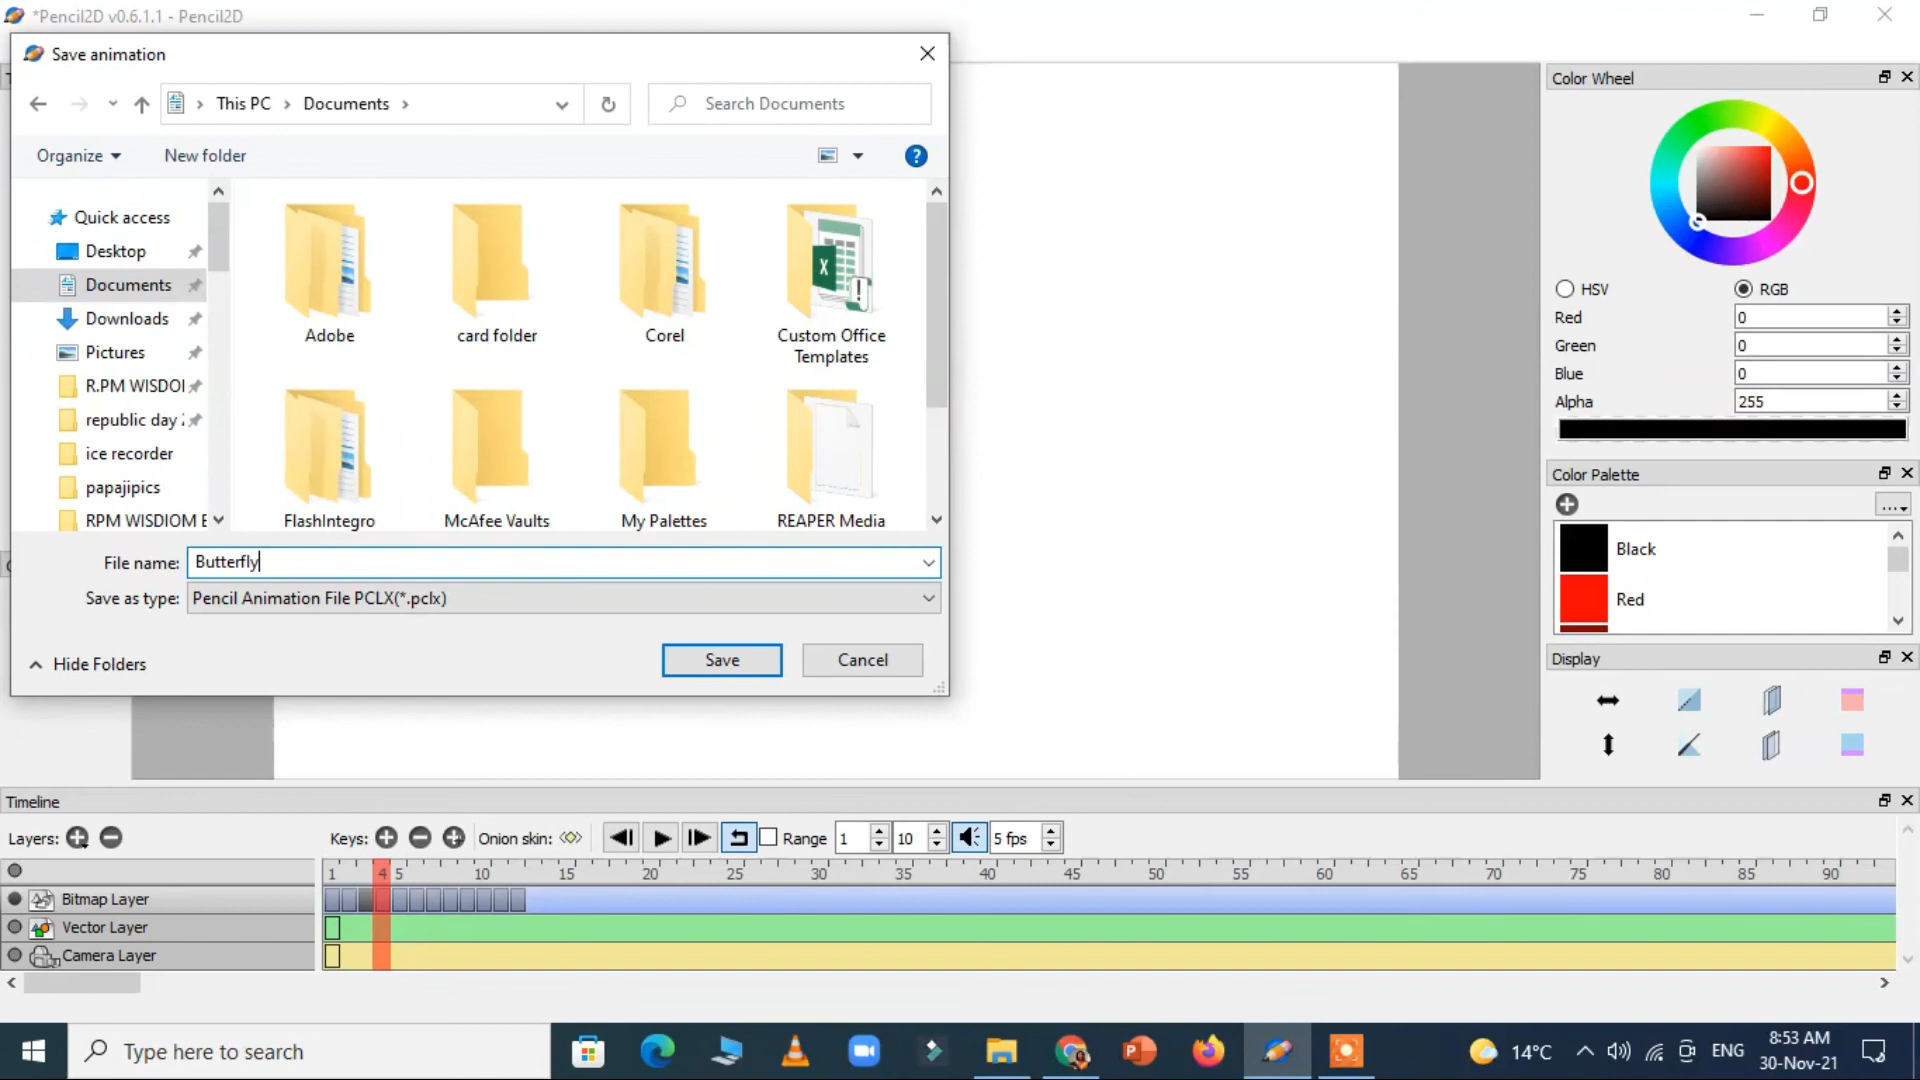 *Pencil2D v0.6.1.1 - Pencil2D
Save animation
This PC > Documents >
Search Documents
Organize
New folder
Quick access
Desktop
Documents
Downloads
Pictures
R.PM WISDOI
republic day
ice recorder
papajipics
RPM WISDIOM E
Adobe
card folder
Corel
Custom Office
Templates
FlashIntegro
McAfee Vaults
My Palettes
REAPER Media
File name: Butterfly
Save as type: Pencil Animation File PCLX(*.pclx)
Hide Folders
Save
Cancel
Color Wheel
HSV
RGB
Red 0
Green 0
Blue 0
Alpha 255
Color Palette
Black
Red
Display
Timeline
Layers:
Keys:
Onion skin:
Range 1 10
5 fps
1 4 5 10 15 20 25 30 35 40 45 50 55 60 65 70 75 80 85 90
Bitmap Layer
Vector Layer
Camera Layer
Type here to search
14°C
ENG
8:53 AM
30-Nov-21